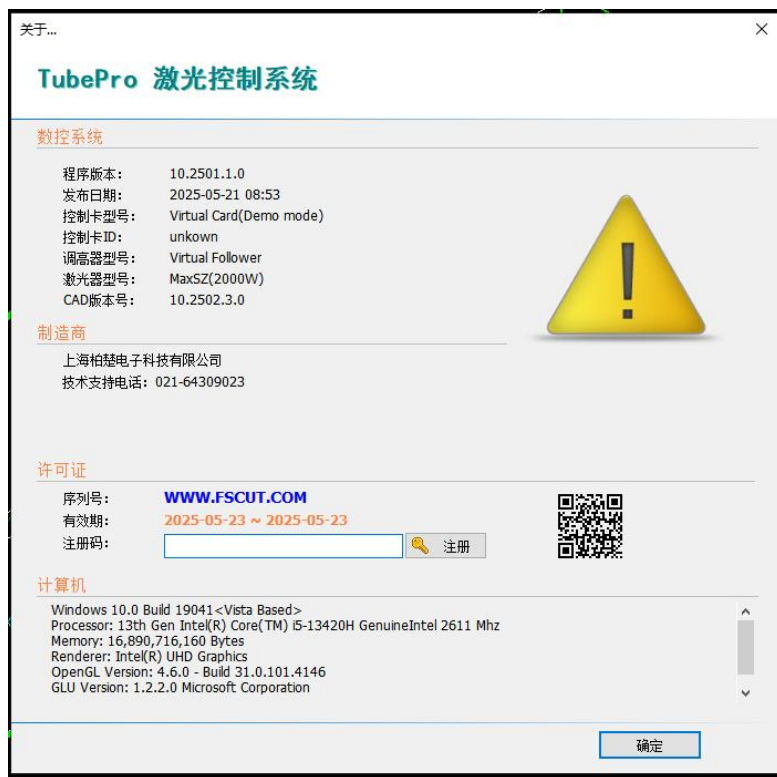 关于...
TubePro 激光控制系统
数控系统
程序版本: 10.2501.1.0
发布日期: 2025-05-21 08:53
控制卡型号: Virtual Card(Demo mode)
控制卡ID: unkown
调高器型号: Virtual Follower
激光器型号: MaxSZ(2000W)
CAD版本号: 10.2502.3.0
制造商
上海柏楚电子科技有限公司
技术支持电话: 021-64309023
许可证
序列号: WWW.FSCUT.COM
有效期: 2025-05-23 ~ 2025-05-23
注册码: 注册
计算机
Windows 10.0 Build 19041<Vista Based>
Processor: 13th Gen Intel(R) Core(TM) i5-13420H GenuineIntel 2611 Mhz
Memory: 16,890,716,160 Bytes
Renderer: Intel(R) UHD Graphics
OpenGL Version: 4.6.0 - Build 31.0.101.4146
GLU Version: 1.2.2.0 Microsoft Corporation
确定